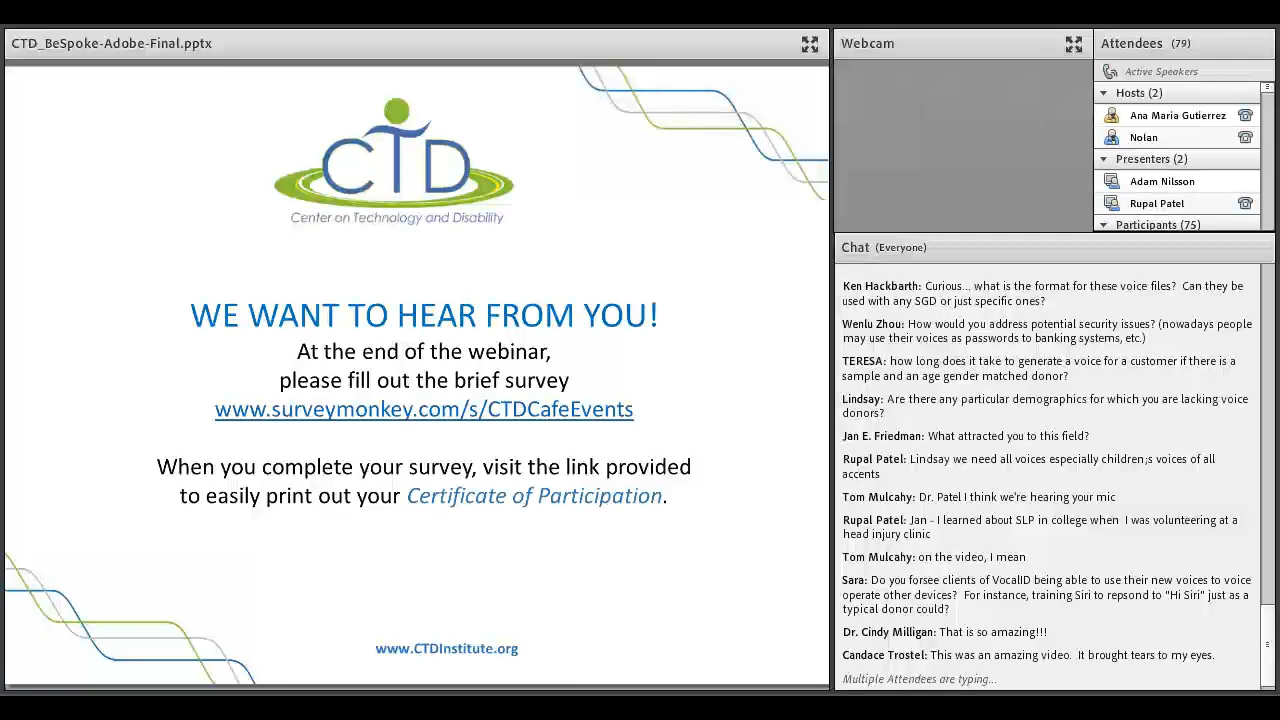 CTD_BeSpoke-Adobe-Final.pptx
CTD
Center on Technology and Disability
WE WANT TO HEAR FROM YOU!
At the end of the webinar,
please fill out the brief survey
www.surveymonkey.com/s/CTDCafeEvents
When you complete your survey, visit the link provided
to easily print out your Certificate of Participation.
www.CTDInstitute.org
Webcam
Attendees (79)
Active Speakers
Hosts (2)
Ana Maria Gutierrez
Nolan
Presenters (2)
Adam Nilsson
Rupal Patel
Participants (75)
Chat (Everyone)
Ken Hackbarth: Curious... what is the format for these voice files? Can they be
used with any SGD or just specific ones?
Wenlu Zhou: How would you address potential security issues? (nowadays people
may use their voices as passwords to banking systems, etc.)
TERESA: how long does it take to generate a voice for a customer if there is a
sample and an age gender matched donor?
Lindsay: Are there any particular demographics for which you are lacking voice
donors?
Jan E. Friedman: What attracted you to this field?
Rupal Patel: Lindsay we need all voices especially children;s voices of all
accents
Tom Mulcahy: Dr. Patel I think we're hearing your mic
Rupal Patel: Jan - I learned about SLP in college when I was volunteering at a
head injury clinic
Tom Mulcahy: on the video, I mean
Sara: Do you forsee clients of VocalID being able to use their new voices to voice
operate other devices? For instance, training Siri to repsond to "Hi Siri" just as a
typical donor could?
Dr. Cindy Milligan: That is so amazing!!!
Candace Trostel: This was an amazing video. It brought tears to my eyes.
Multiple Attendees are typing...